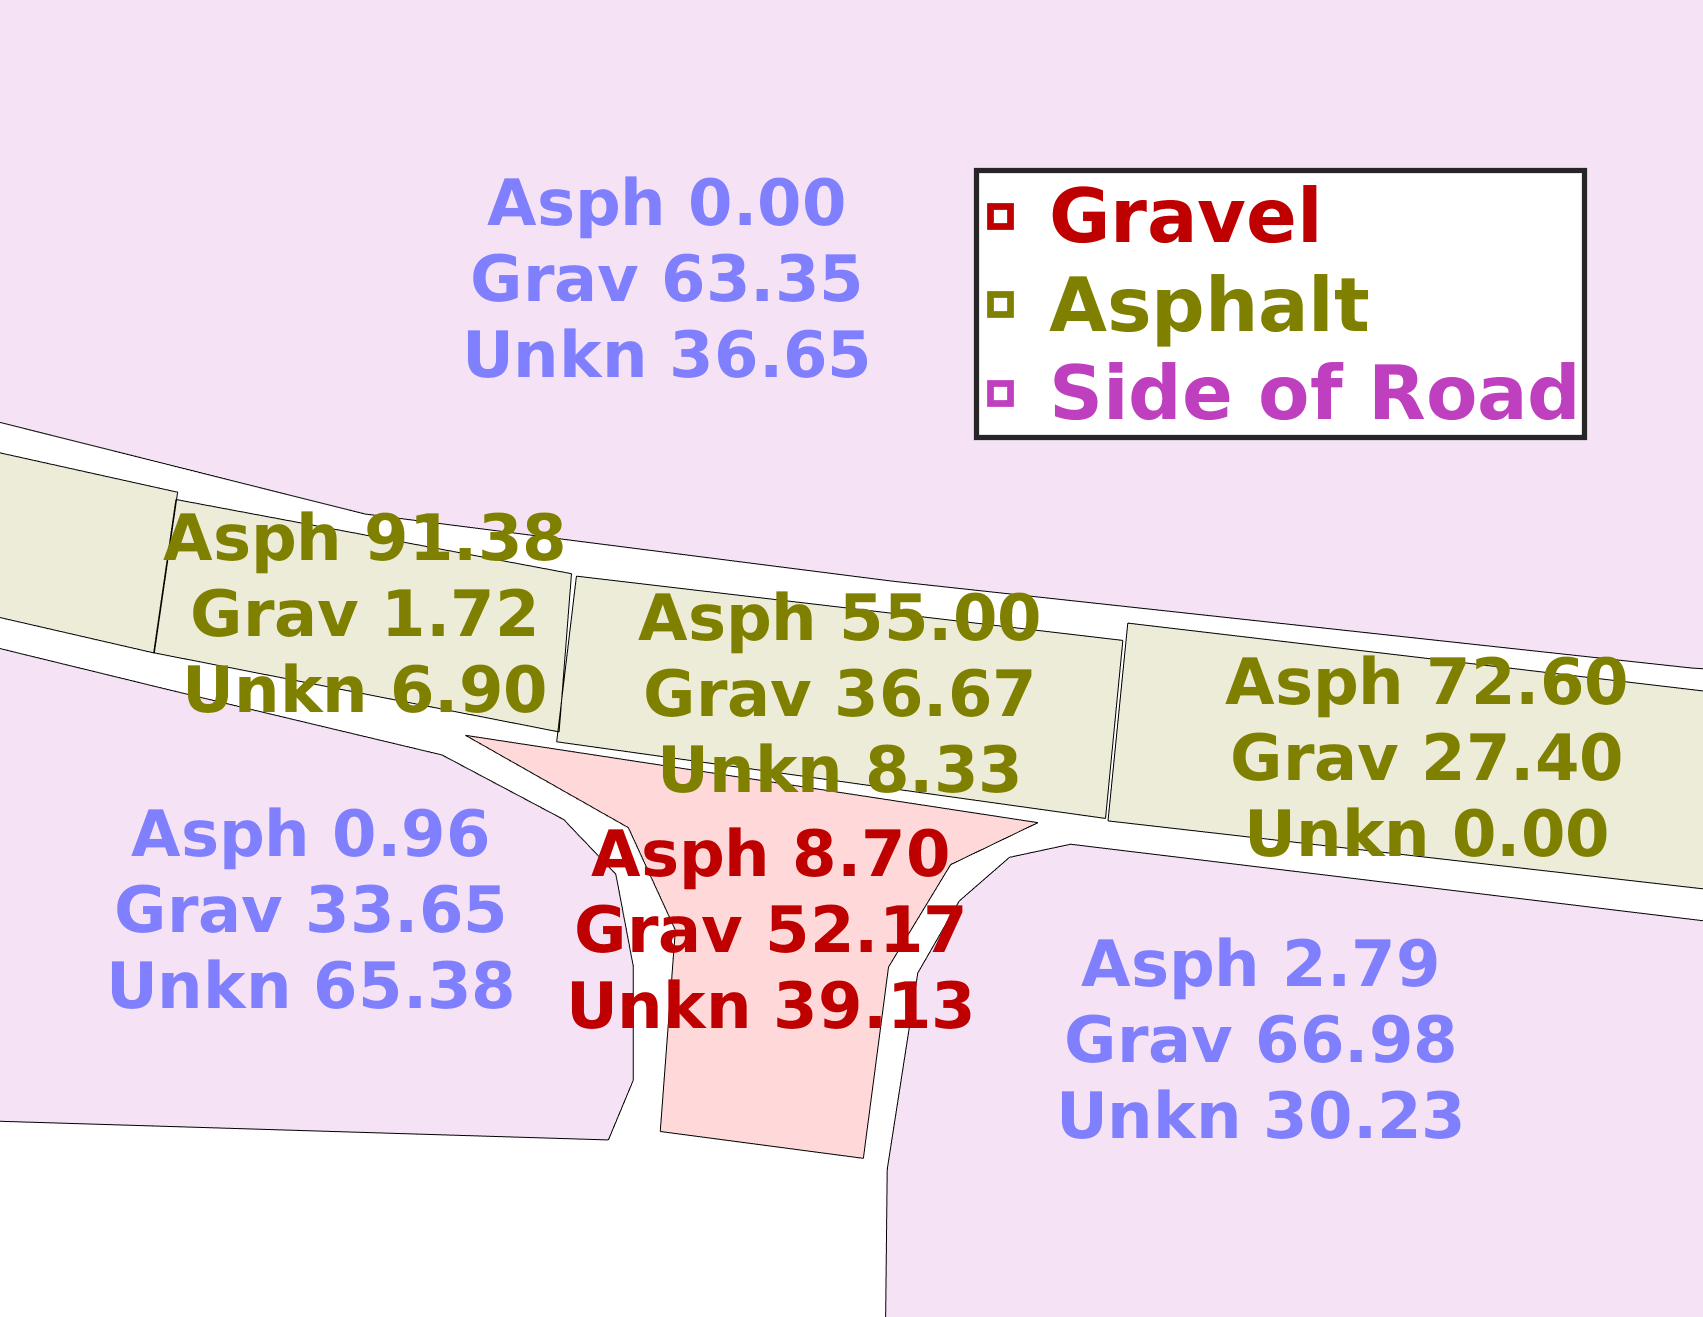 Asph 0.00
Grav 63.35
Unkn 36.65
Gravel
Asphalt
Side of Road
Asph 91.38
Grav 1.72
Unkn 6.90
Asph 55.00
Grav 36.67
Unkn 8.33
Asph 72.60
Grav 27.40
Unkn 0.00
Asph 0.96
Grav 33.65
Unkn 65.38
Asph 8.70
Grav 52.17
Unkn 39.13
Asph 2.79
Grav 66.98
Unkn 30.23